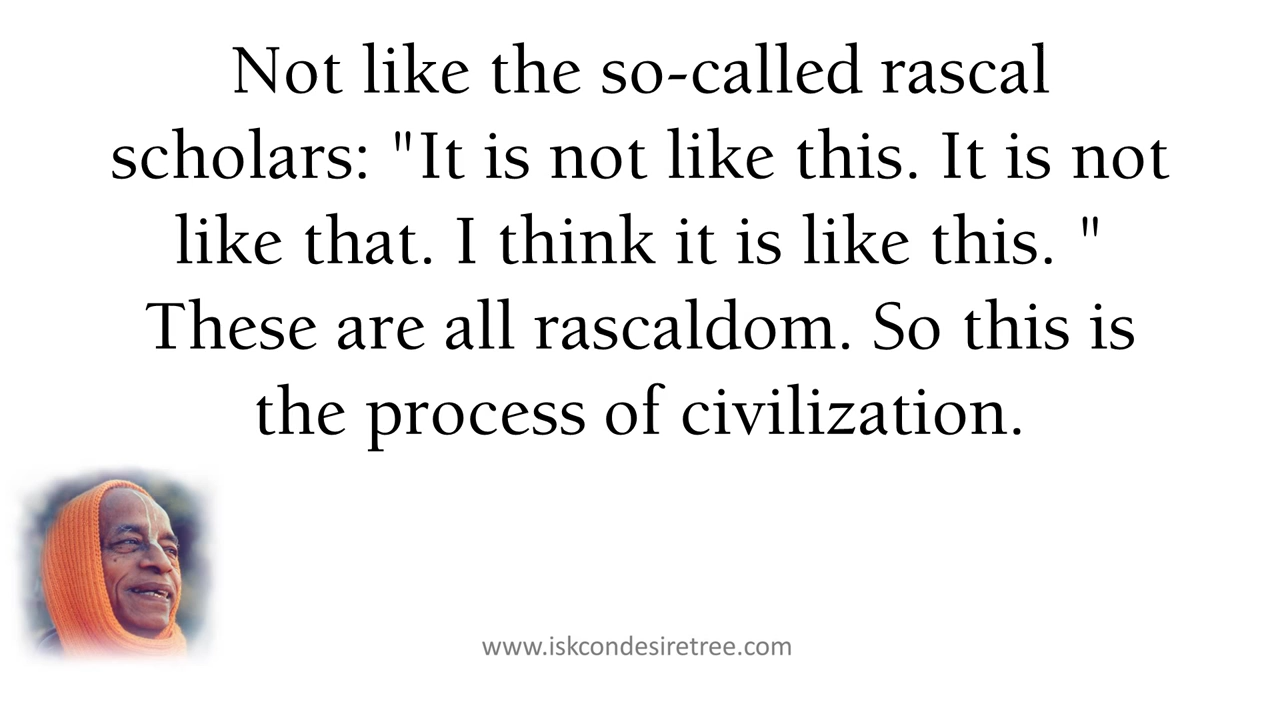 Not like the so-called rascal
scholars: "It is not like this. It is not
like that. I think it is like this. "
These are all rascaldom. So this is
the process of civilization.
www.iskcondesiretree.com